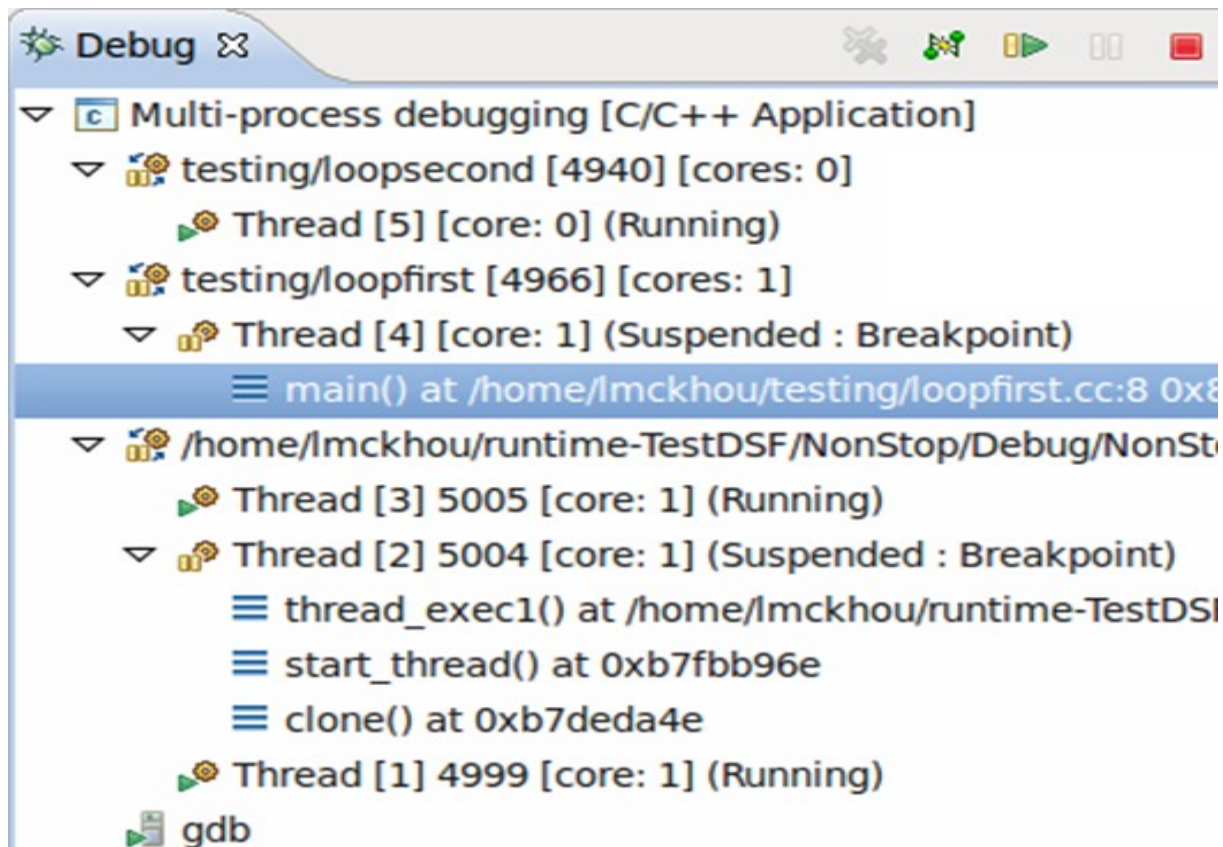 Debug
Multi-process debugging [C/C++ Application]
testing/loopsecond [4940] [cores: 0]
Thread [5] [core: 0] (Running)
testing/loopfirst [4966] [cores: 1]
Thread [4] [core: 1] (Suspended : Breakpoint)
main() at /home/lmckhou/testing/loopfirst.cc:8 0x8
/home/lmckhou/runtime-TestDSF/NonStop/Debug/NonSt
Thread [3] 5005 [core: 1] (Running)
Thread [2] 5004 [core: 1] (Suspended : Breakpoint)
thread_exec1() at /home/lmckhou/runtime-TestDS
start_thread() at 0xb7fbb96e
clone() at 0xb7deda4e
Thread [1] 4999 [core: 1] (Running)
gdb